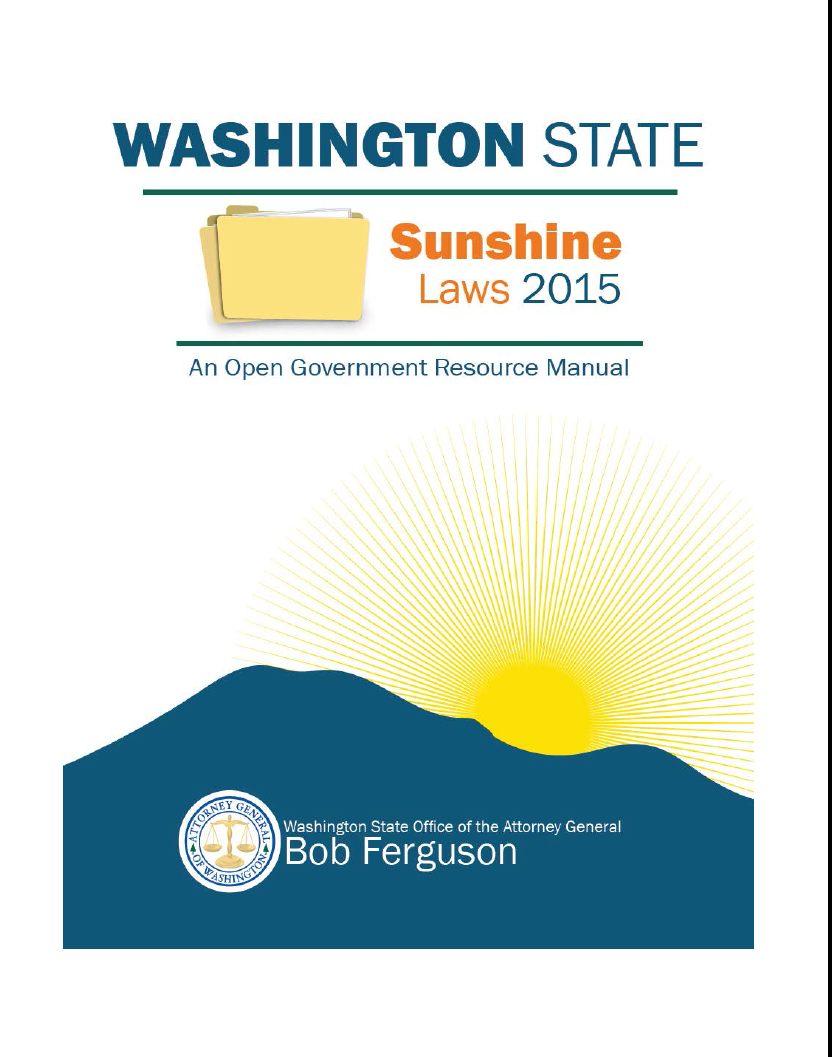 WASHINGTON STATE
Sunshine
Laws 2015
An Open Government Resource Manual
Washington State Office of the Attorney General
Bob Ferguson
ATTORNEY GENERAL
OF WASHINGTON